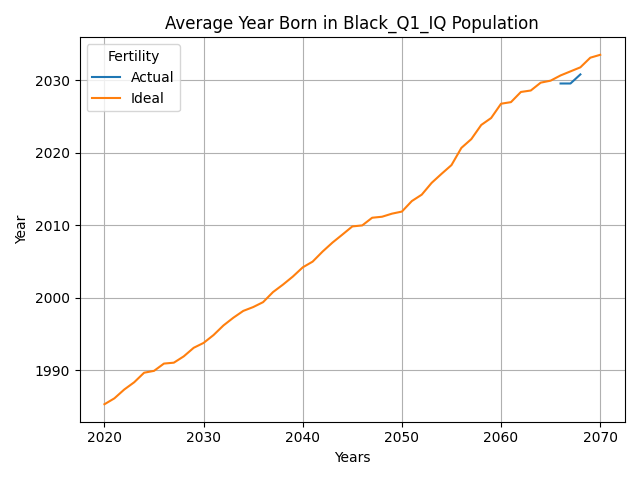 Average Year Born in Black_Q1_IQ Population
Fertility
Actual
Ideal
Year
2030
2020
2010
2000
1990
2020 2030 2040 2050 2060 2070
Years